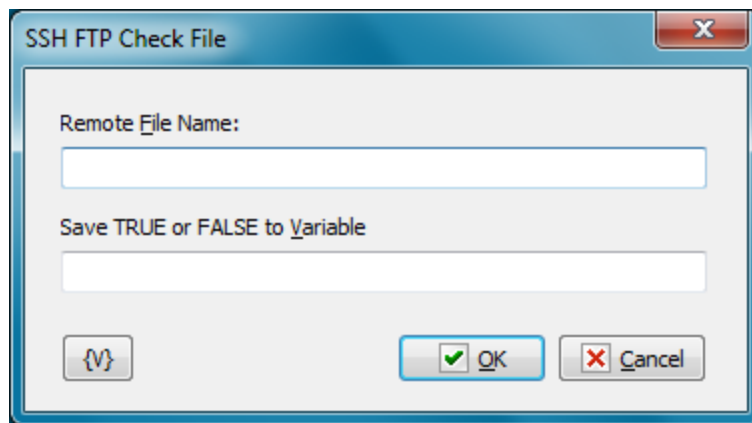 SSH FTP Check File
Remote File Name:
Save TRUE or FALSE to Variable
{V}
OK
Cancel